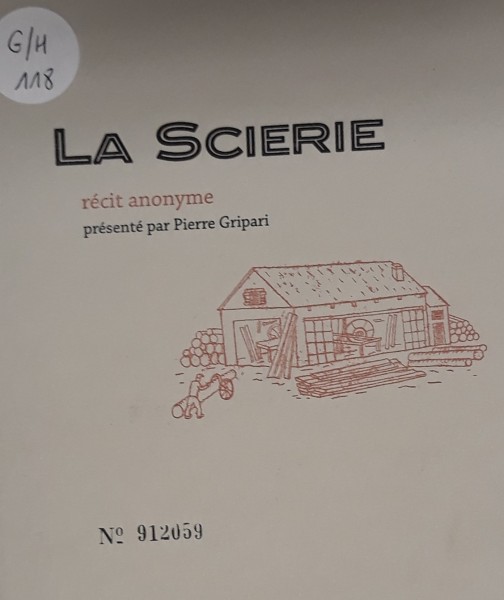 G/H
118
LA SCIERIE
récit anonyme
présenté par Pierre Gripari
Nº 912059